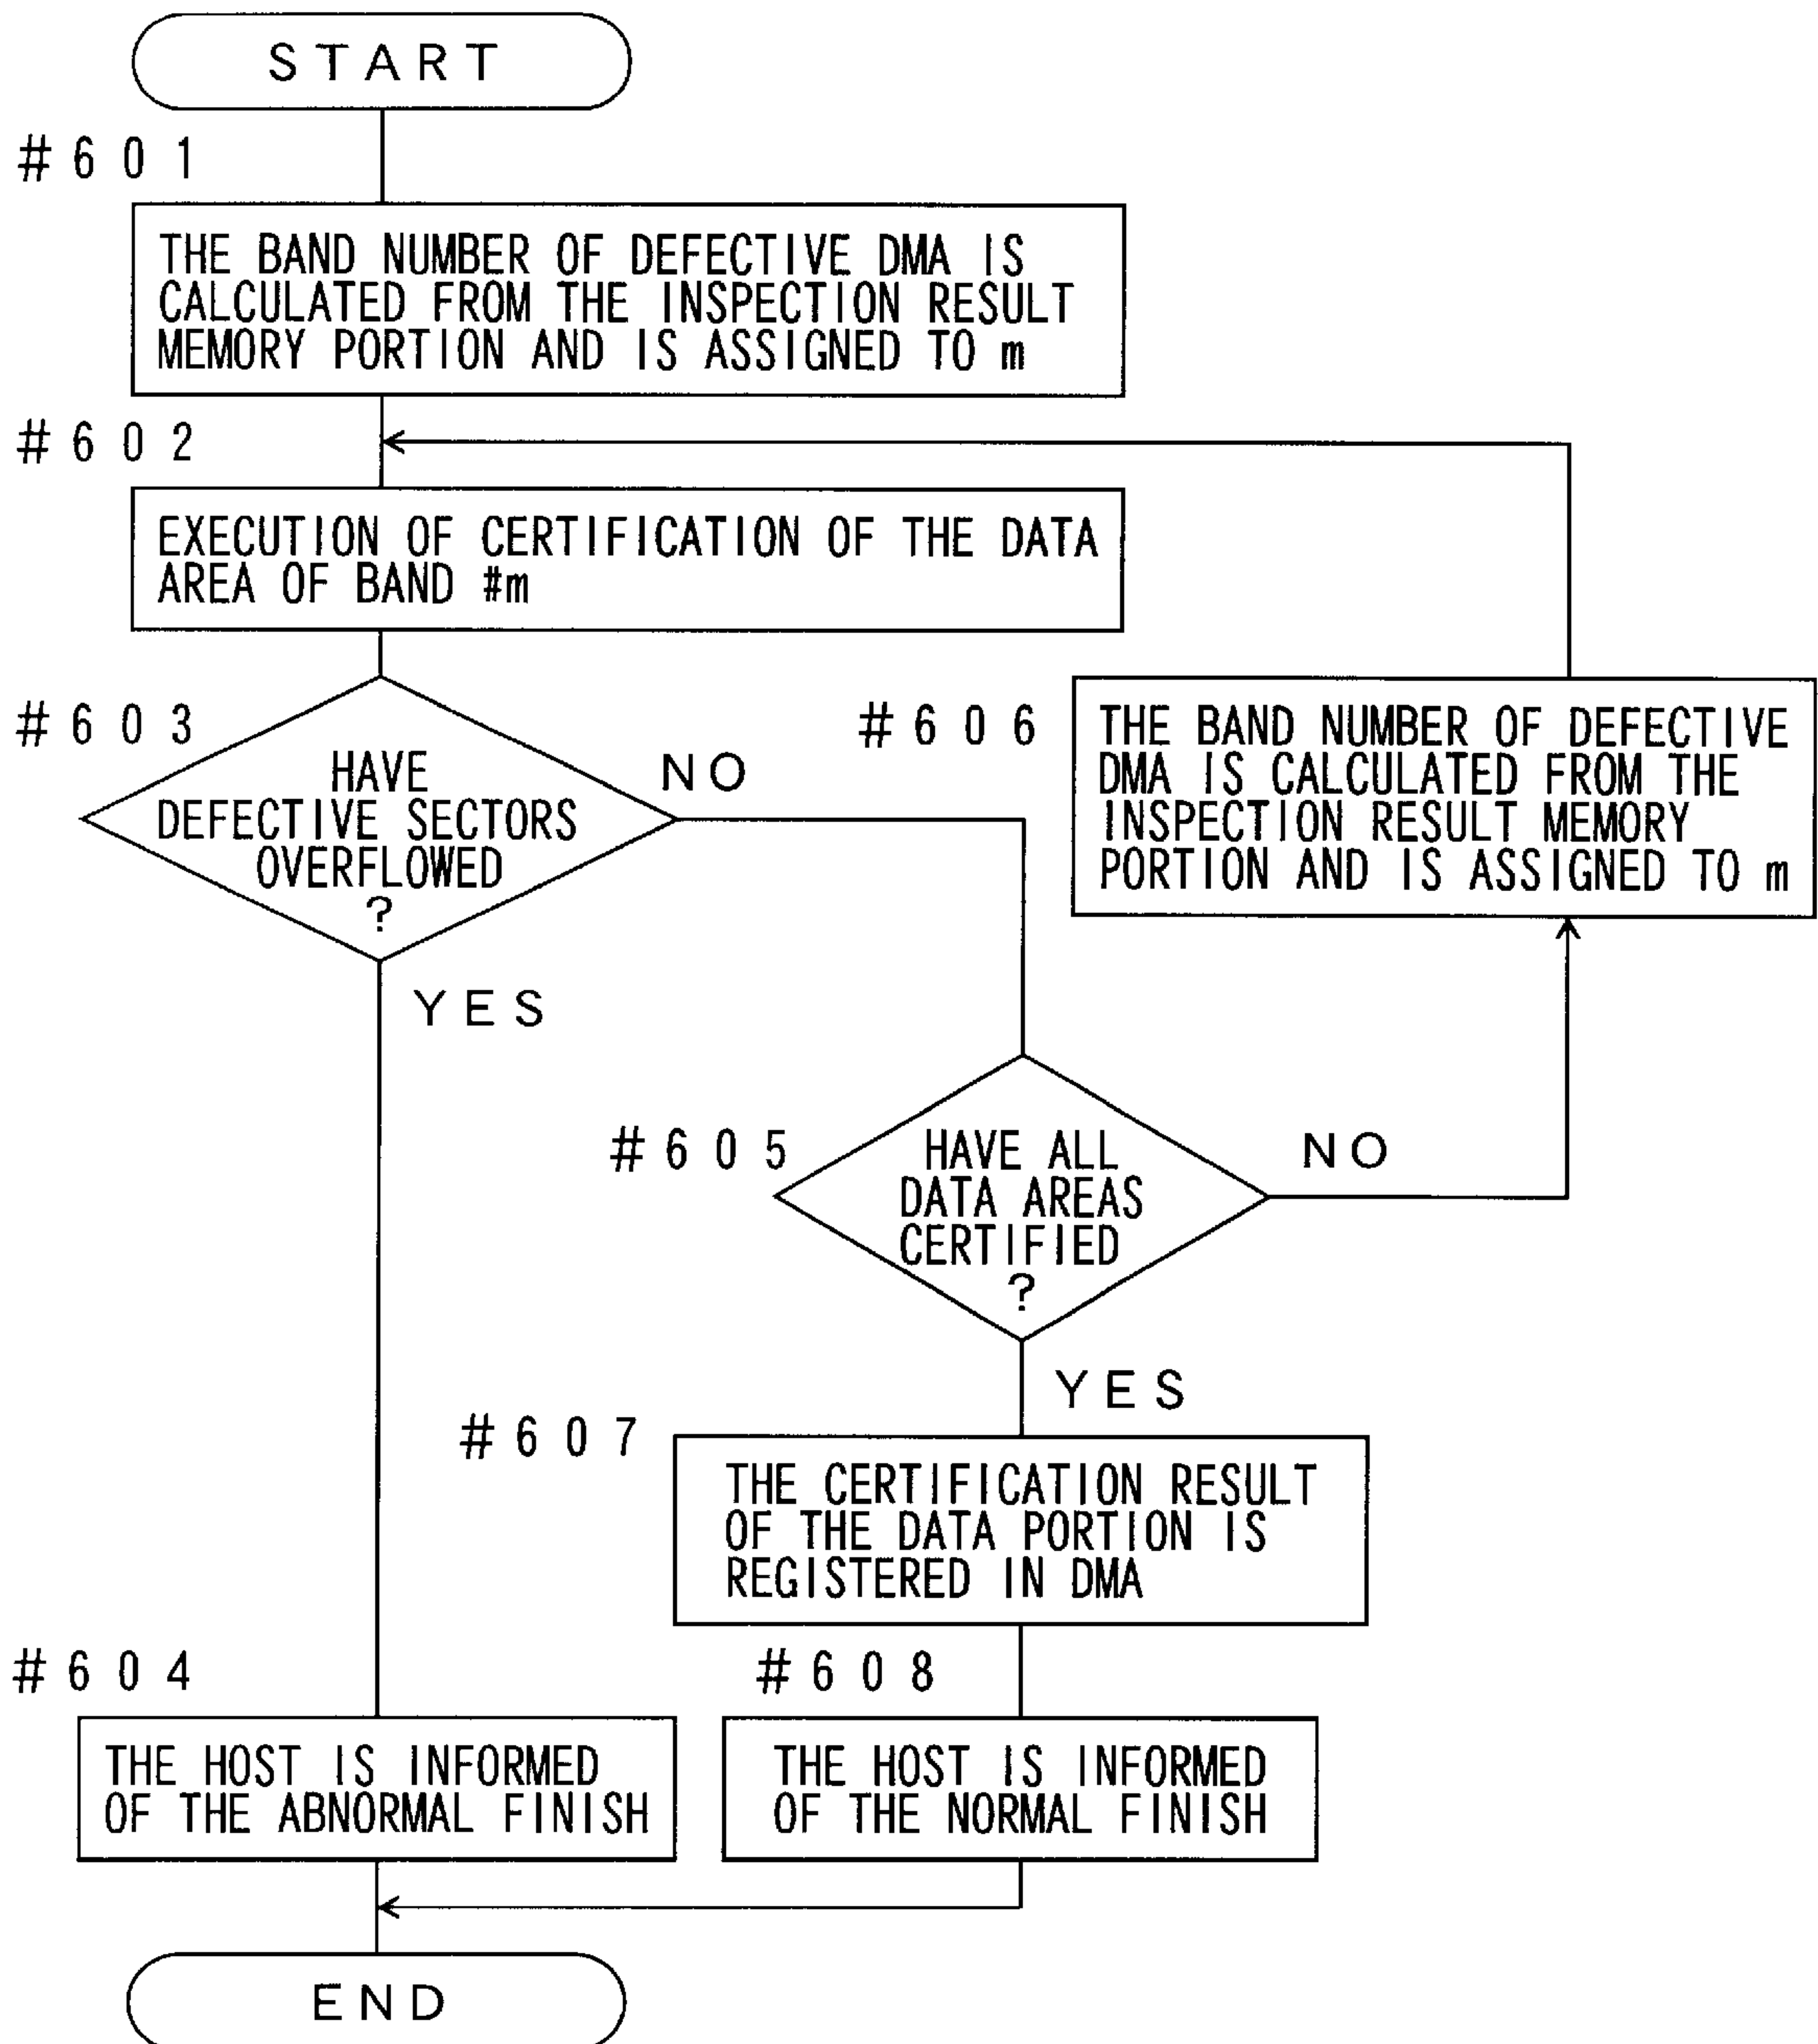 START
#601
THE BAND NUMBER OF DEFECTIVE DMA IS
CALCULATED FROM THE INSPECTION RESULT
MEMORY PORTION AND IS ASSIGNED TO m
#602
EXECUTION OF CERTIFICATION OF THE DATA
AREA OF BAND #m
#603
HAVE
DEFECTIVE SECTORS
OVERFLOWED
?
NO
YES
#606
THE BAND NUMBER OF DEFECTIVE
DMA IS CALCULATED FROM THE
INSPECTION RESULT MEMORY
PORTION AND IS ASSIGNED TO m
#605
HAVE ALL
DATA AREAS
CERTIFIED
?
NO
YES
#607
THE CERTIFICATION RESULT
OF THE DATA PORTION IS
REGISTERED IN DMA
#604
THE HOST IS INFORMED
OF THE ABNORMAL FINISH
#608
THE HOST IS INFORMED
OF THE NORMAL FINISH
END